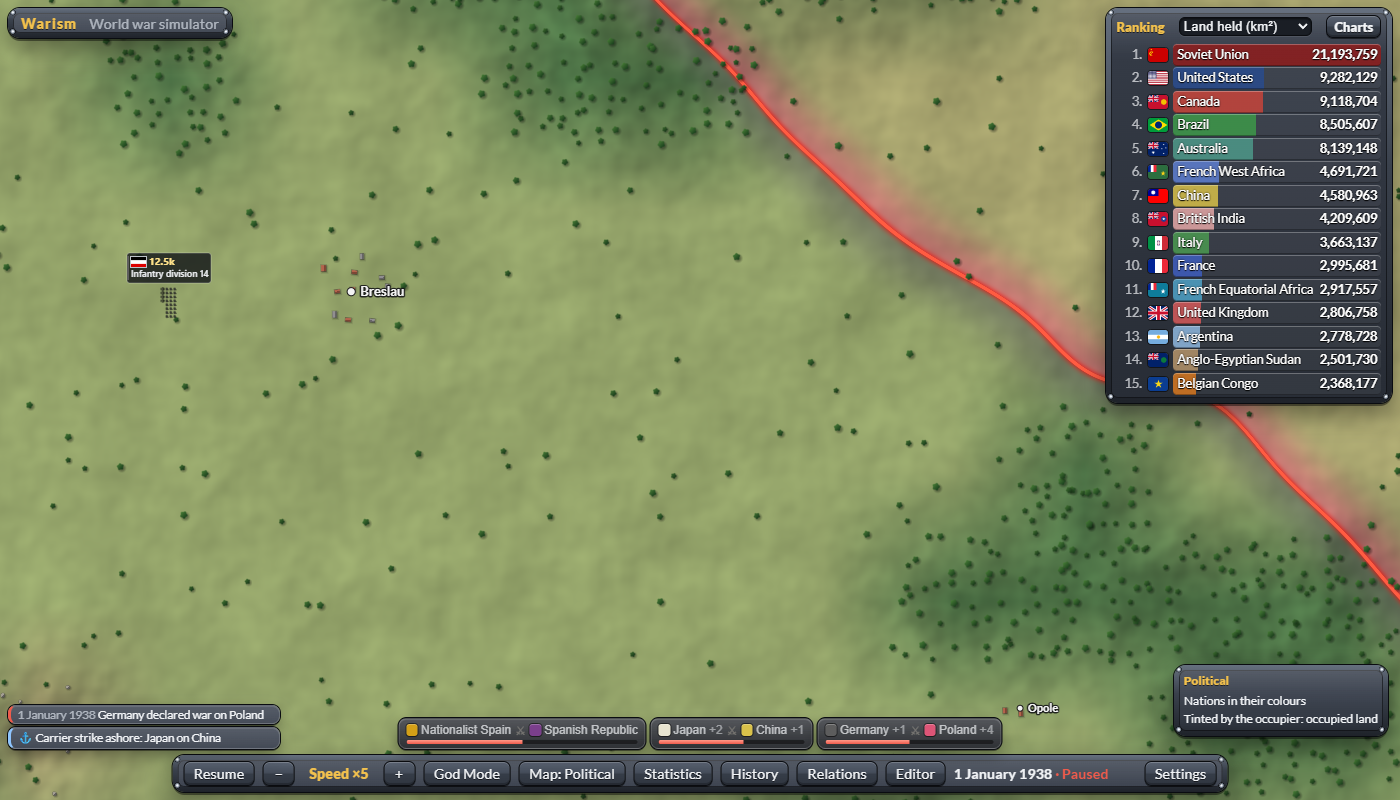 Warism World war simulator
Ranking Land held (km²) Charts
1. Soviet Union 21,193,759
2. United States 9,282,129
3. Canada 9,118,704
4. Brazil 8,505,607
5. Australia 8,139,148
6. French West Africa 4,691,721
7. China 4,580,963
8. British India 4,209,609
9. Italy 3,663,137
10. France 2,995,681
11. French Equatorial Africa 2,917,557
12. United Kingdom 2,806,758
13. Argentina 2,778,728
14. Anglo-Egyptian Sudan 2,501,730
15. Belgian Congo 2,368,177
12.5k
Infantry division 14
Breslau
Opole
Political
Nations in their colours
Tinted by the occupier: occupied land
1 January 1938 Germany declared war on Poland
Carrier strike ashore: Japan on China
Nationalist Spain Spanish Republic
Japan +2 China +1
Germany +1 Poland +4
Resume − Speed ×5 + God Mode Map: Political Statistics History Relations Editor 1 January 1938 · Paused Settings